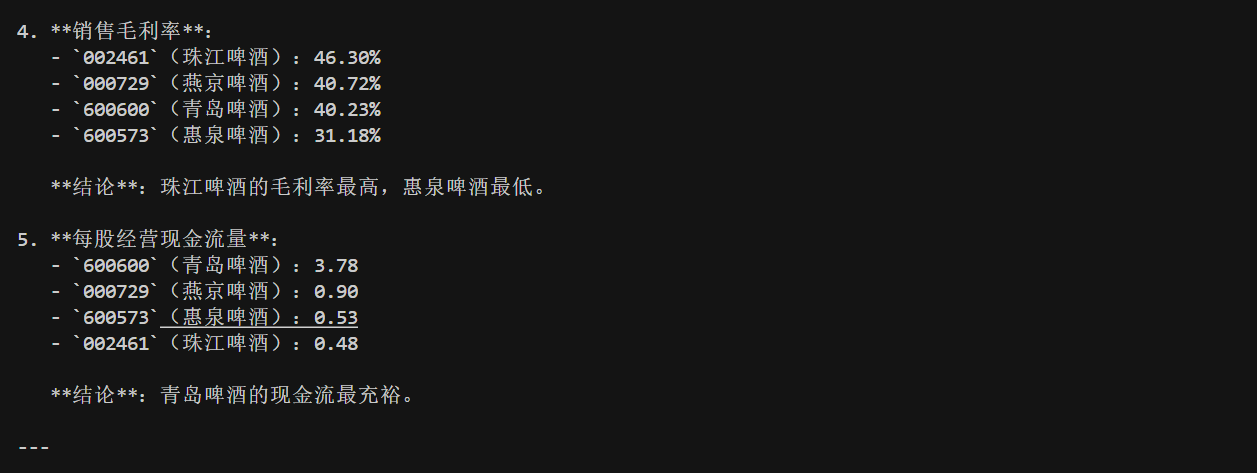 4. **销售毛利率**：
- `002461`（珠江啤酒）：46.30%
- `000729`（燕京啤酒）：40.72%
- `600600`（青岛啤酒）：40.23%
- `600573`（惠泉啤酒）：31.18%
**结论**：珠江啤酒的毛利率最高，惠泉啤酒最低。
5. **每股经营现金流量**：
- `600600`（青岛啤酒）：3.78
- `000729`（燕京啤酒）：0.90
- `600573`（惠泉啤酒）：0.53
- `002461`（珠江啤酒）：0.48
**结论**：青岛啤酒的现金流最充裕。
---